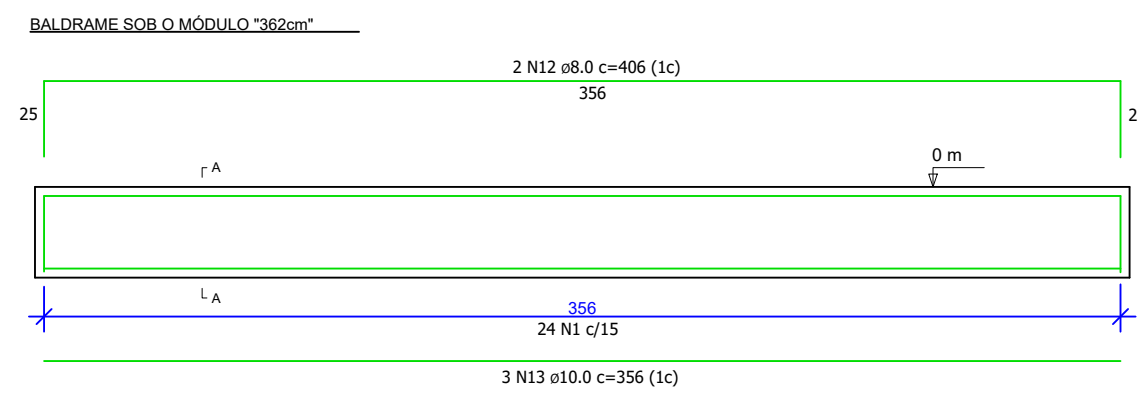 BALDRAME SOB O MÓDULO "362cm"
2 N12 ø8.0 c=406 (1c)
356
25
2
A
0 m
A
356
24 N1 c/15
3 N13 ø10.0 c=356 (1c)